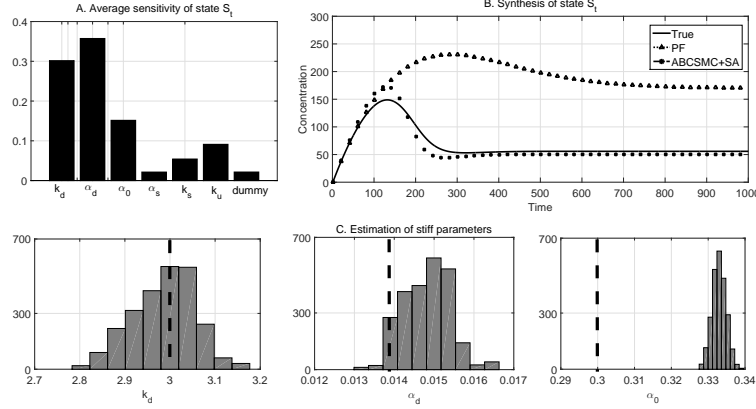 A. Average sensitivity of state S_t
0.4
0.3
0.2
0.1
0
k_d
α_d
α_0
α_s
k_s
k_u
dummy
B. Synthesis of state S_t
Concentration
300
250
200
150
100
50
0
True
PF
ABCSMC+SA
0 100 200 300 400 500 600 700 800 900 1000
Time
C. Estimation of stiff parameters
700
300
0
2.7 2.8 2.9 3 3.1 3.2
k_d
700
300
0
0.012 0.013 0.014 0.015 0.016 0.017
α_d
700
300
0
0.29 0.3 0.31 0.32 0.33 0.34
α_0